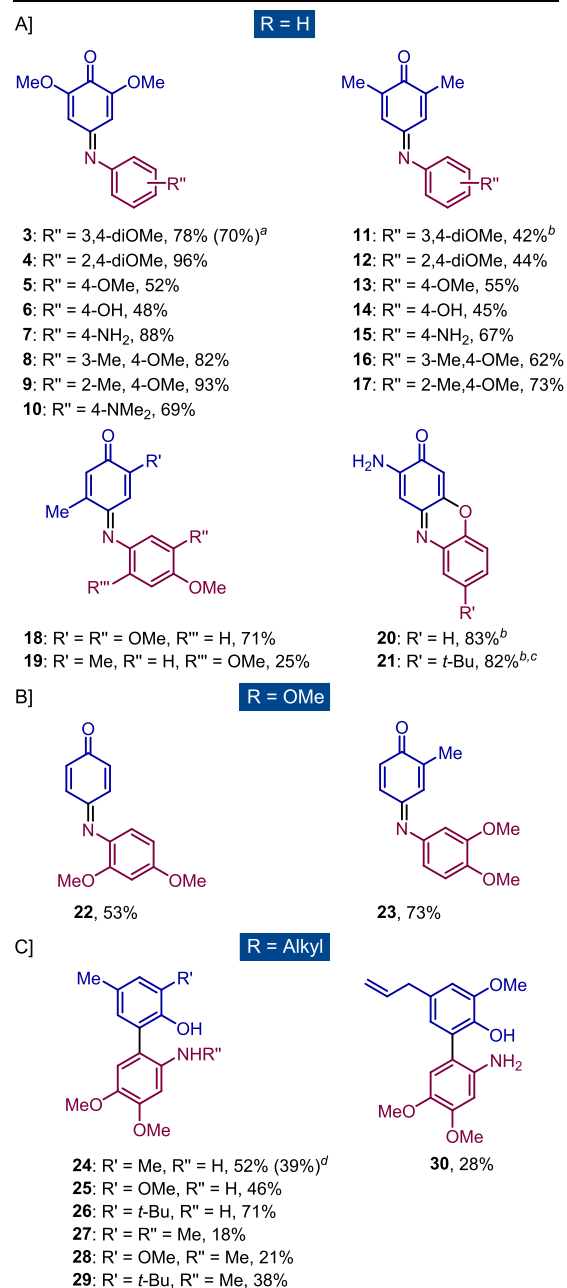 A]
R = H
O
MeO
OMe
N
R''
O
Me
Me
N
R''
3: R'' = 3,4-diOMe, 78% (70%)a
4: R'' = 2,4-diOMe, 96%
5: R'' = 4-OMe, 52%
6: R'' = 4-OH, 48%
7: R'' = 4-NH2, 88%
8: R'' = 3-Me, 4-OMe, 82%
9: R'' = 2-Me, 4-OMe, 93%
10: R'' = 4-NMe2, 69%
11: R'' = 3,4-diOMe, 42%b
12: R'' = 2,4-diOMe, 44%
13: R'' = 4-OMe, 55%
14: R'' = 4-OH, 45%
15: R'' = 4-NH2, 67%
16: R'' = 3-Me,4-OMe, 62%
17: R'' = 2-Me,4-OMe, 73%
O
R'
Me
N
R''
R'''
OMe
18: R' = R'' = OMe, R''' = H, 71%
19: R' = Me, R'' = H, R''' = OMe, 25%
O
H2N
O
N
R'
20: R' = H, 83%b
21: R' = t-Bu, 82%b,c
B]
R = OMe
O
N
MeO
OMe
22, 53%
O
Me
N
OMe
OMe
23, 73%
C]
R = Alkyl
Me
R'
OH
NHR''
MeO
OMe
24: R' = Me, R'' = H, 52% (39%)d
25: R' = OMe, R'' = H, 46%
26: R' = t-Bu, R'' = H, 71%
27: R' = R'' = Me, 18%
28: R' = OMe, R'' = Me, 21%
29: R' = t-Bu, R'' = Me, 38%
OMe
OH
NH2
MeO
OMe
30, 28%